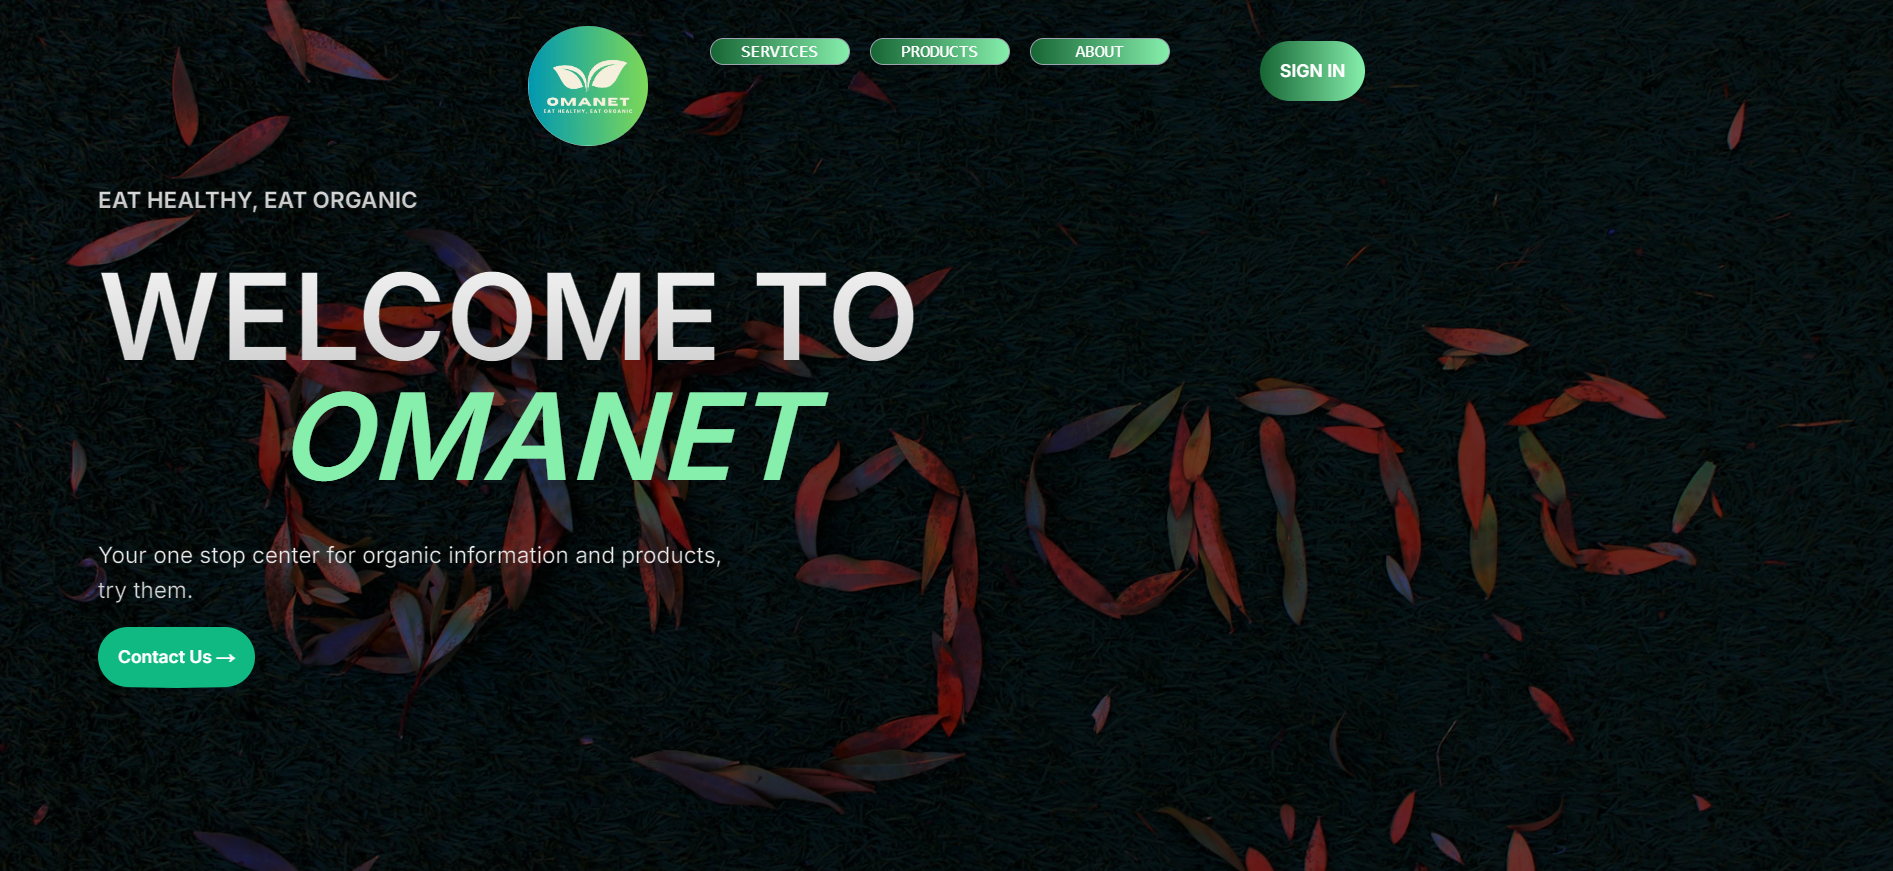 OMANET
EAT HEALTHY, EAT ORGANIC
SERVICES
PRODUCTS
ABOUT
SIGN IN
EAT HEALTHY, EAT ORGANIC
WELCOME TO
OMANET
organic
Your one stop center for organic information and products,
try them.
Contact Us →